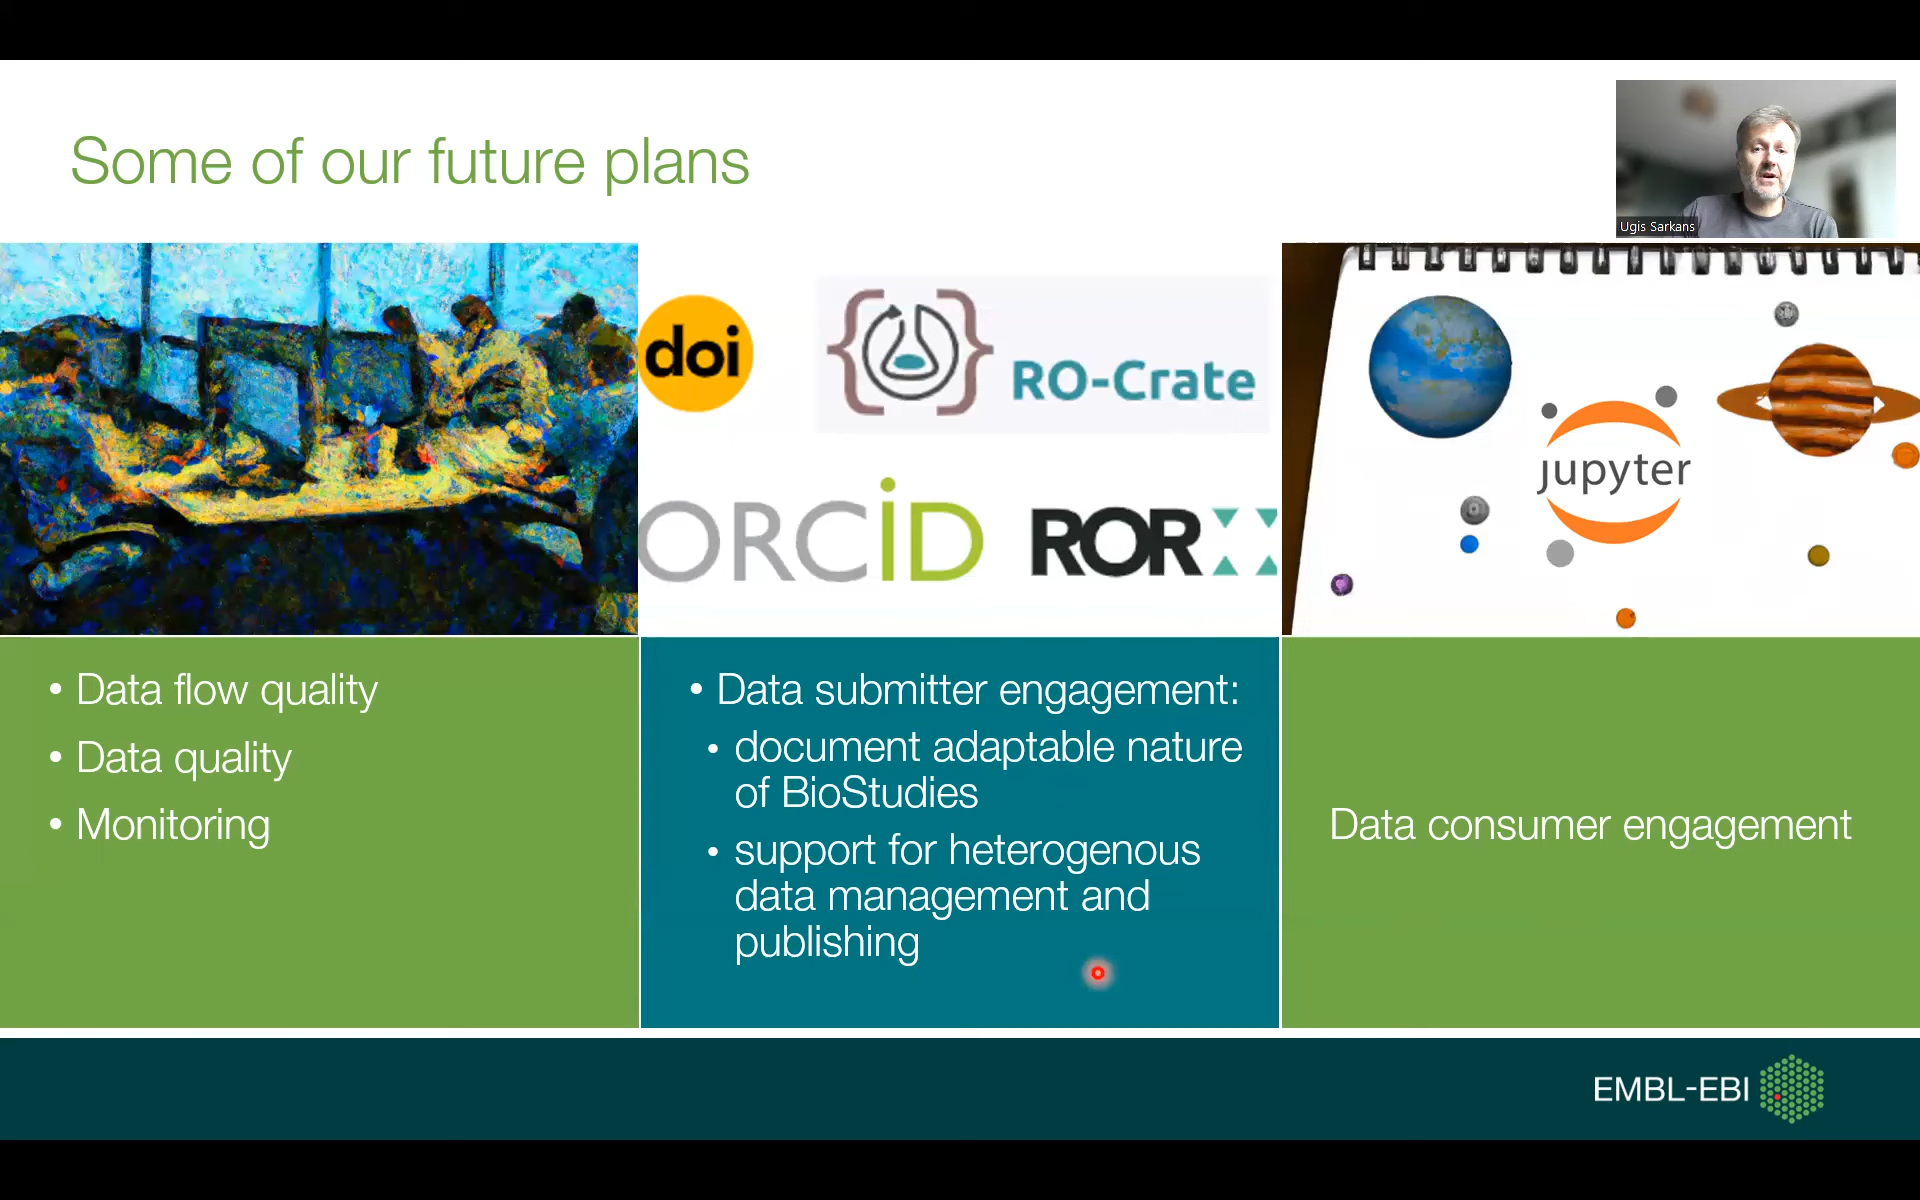 Some of our future plans
Ugis Sarkans
doi
RO-Crate
ORCiD
ROR
jupyter
• Data flow quality
• Data quality
• Monitoring
• Data submitter engagement:
• document adaptable nature
of BioStudies
• support for heterogenous
data management and
publishing
Data consumer engagement
EMBL-EBI